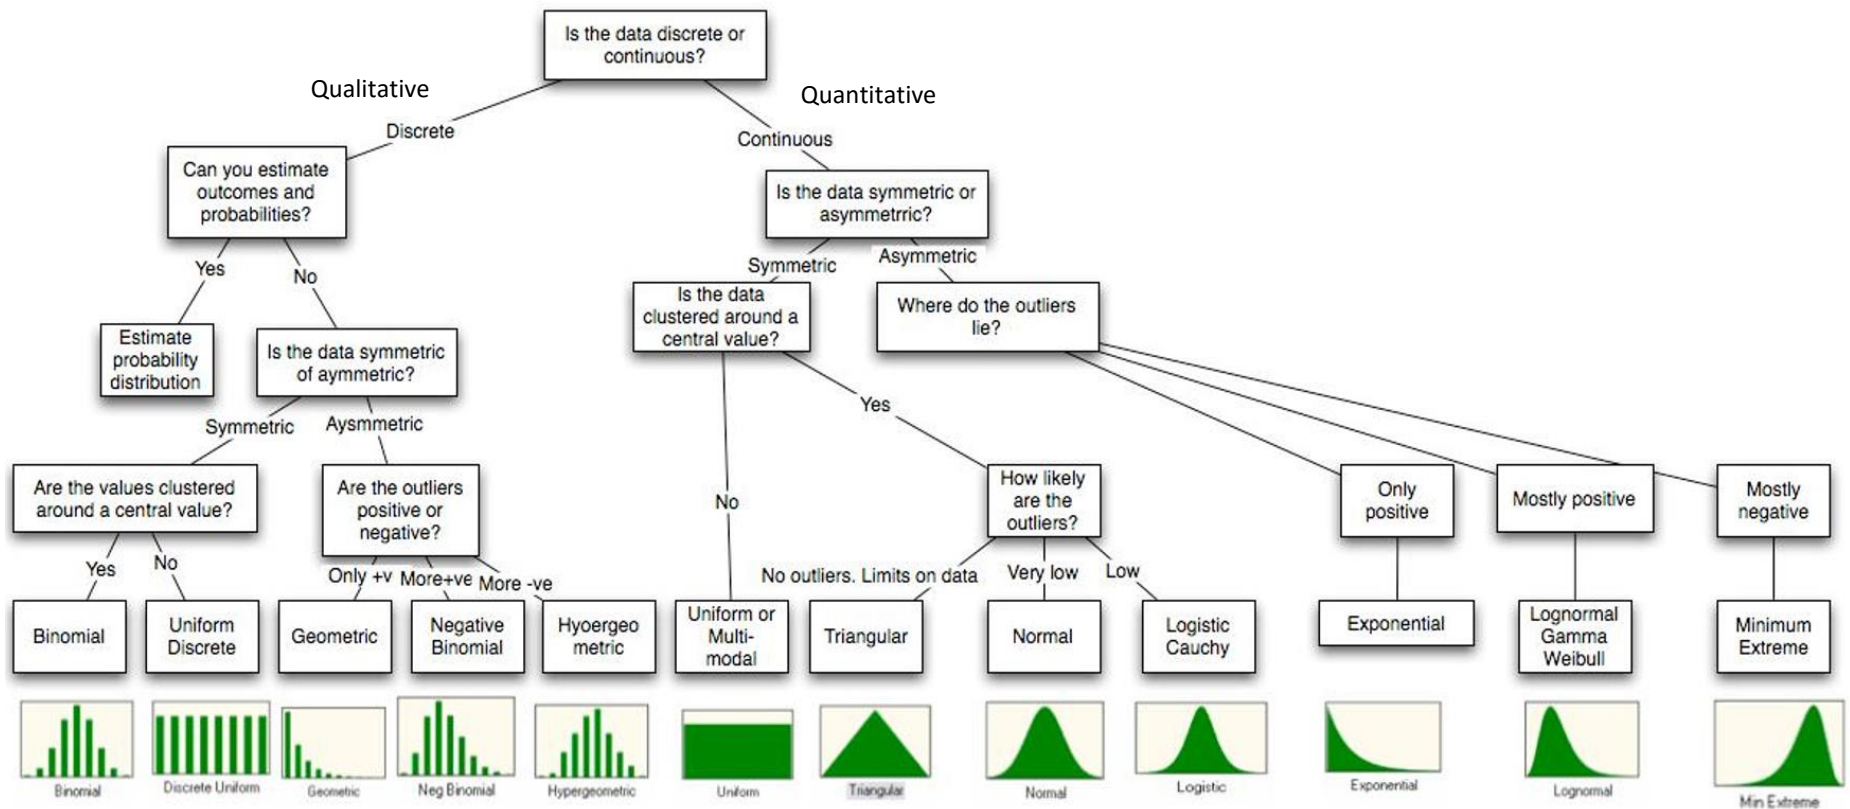 Is the data discrete or
continuous?
Qualitative
Quantitative
Discrete
Continuous
Can you estimate
outcomes and
probabilities?
Is the data symmetric or
asymmetrric?
Yes
No
Symmetric
Asymmetric
Estimate
probability
distribution
Is the data symmetric
of aymmetric?
Is the data
clustered around a
central value?
Where do the outliers
lie?
Symmetric
Aysmmetric
Yes
Are the values clustered
around a central value?
Are the outliers
positive or
negative?
No
How likely
are the
outliers?
Only
positive
Mostly positive
Mostly
negative
Yes
No
Only +v
More+ve
More -ve
No outliers. Limits on data
Very low
Low
Binomial
Uniform
Discrete
Geometric
Negative
Binomial
Hyoergeo
metric
Uniform or
Multi-
modal
Triangular
Normal
Logistic
Cauchy
Exponential
Lognormal
Gamma
Weibull
Minimum
Extreme
Binomial
Discrete Uniform
Geometric
Neg Binomial
Hypergeometric
Uniform
Triangular
Normal
Logistic
Exponential
Lognormal
Min Extreme